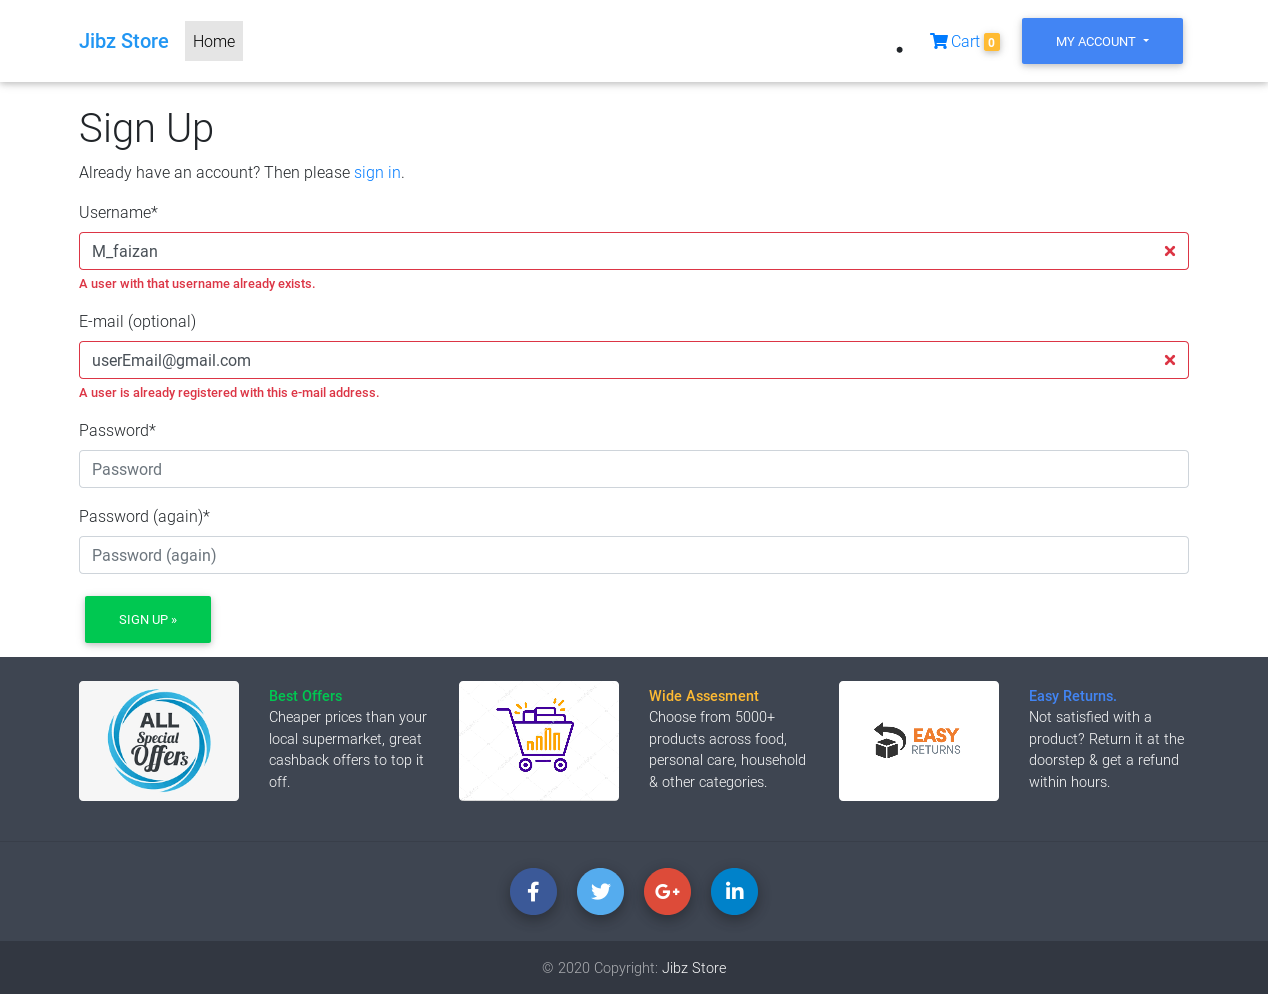 Jibz Store Home Cart 0 MY ACCOUNT
Sign Up
Already have an account? Then please sign in.
Username*
M_faizan
A user with that username already exists.
E-mail (optional)
userEmail@gmail.com
A user is already registered with this e-mail address.
Password*
Password
Password (again)*
Password (again)
SIGN UP »
ALL
Special
Offers
Best Offers
Cheaper prices than your
local supermarket, great
cashback offers to top it
off.
Wide Assesment
Choose from 5000+
products across food,
personal care, household
& other categories.
EASY
RETURNS
Easy Returns.
Not satisfied with a
product? Return it at the
doorstep & get a refund
within hours.
© 2020 Copyright: Jibz Store